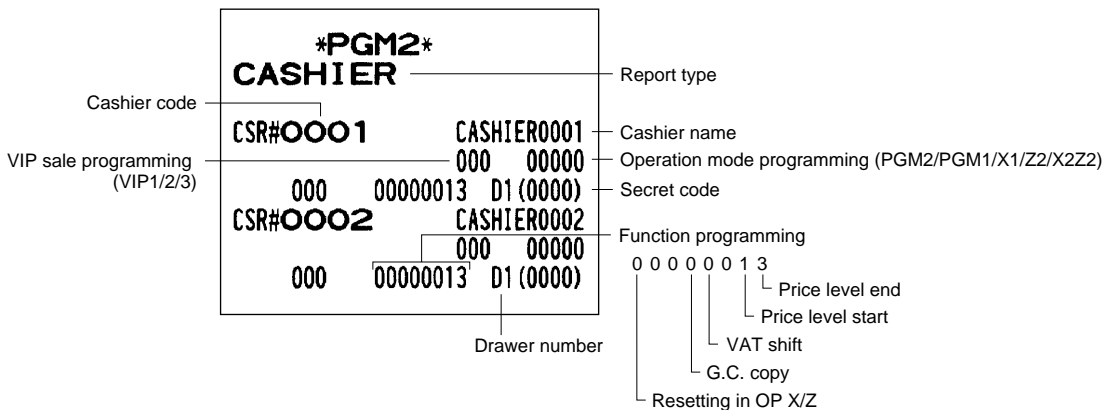 *PGM2*
CASHIER
Report type
Cashier code
CSR#0001 CASHIER0001
Cashier name
VIP sale programming
(VIP1/2/3)
000 00000
Operation mode programming (PGM2/PGM1/X1/Z2/X2Z2)
000 00000013 D1(0000)
Secret code
CSR#0002 CASHIER0002
000 00000
000 00000013 D1(0000)
Function programming
0 0 0 0 0 0 1 3
Price level end
Price level start
VAT shift
G.C. copy
Resetting in OP X/Z
Drawer number